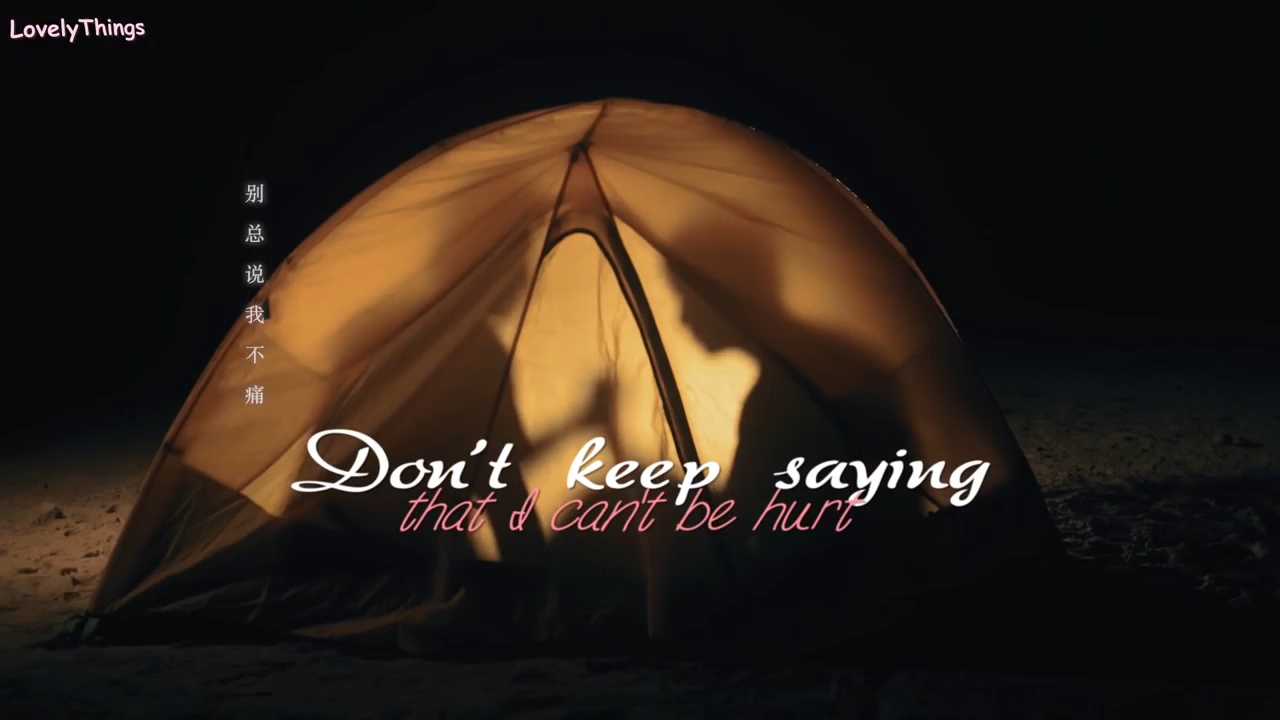 LovelyThings
别总说我不痛
Don't keep saying
that I can't be hurt